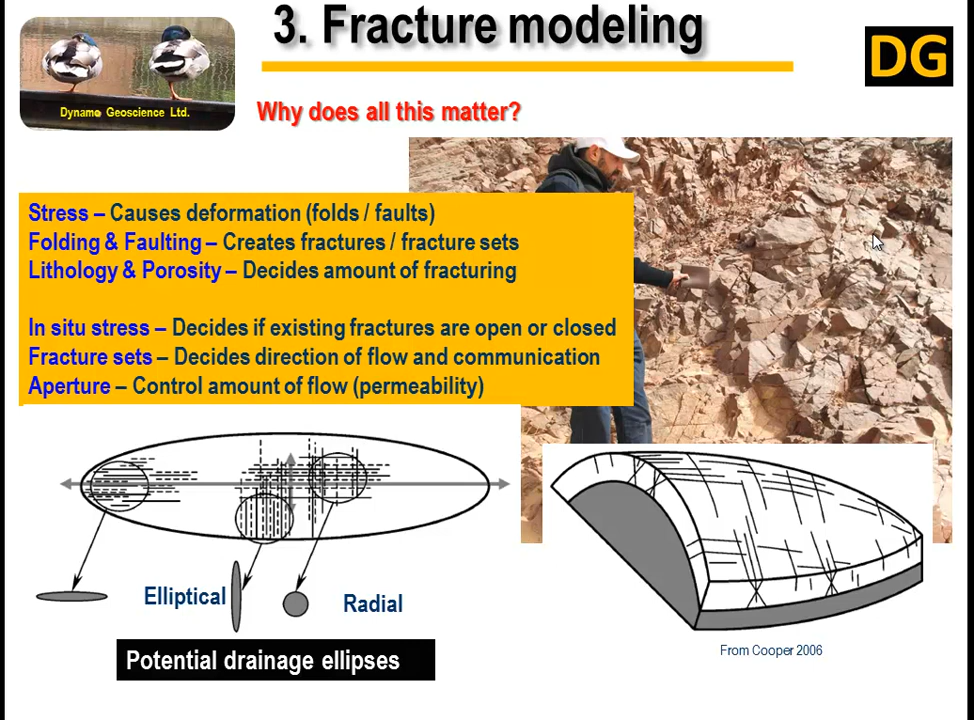 3. Fracture modeling
DG
Dynamo Geoscience Ltd.
Why does all this matter?
Stress – Causes deformation (folds / faults)
Folding & Faulting – Creates fractures / fracture sets
Lithology & Porosity – Decides amount of fracturing
In situ stress – Decides if existing fractures are open or closed
Fracture sets – Decides direction of flow and communication
Aperture – Control amount of flow (permeability)
Elliptical
Radial
Potential drainage ellipses
From Cooper 2006